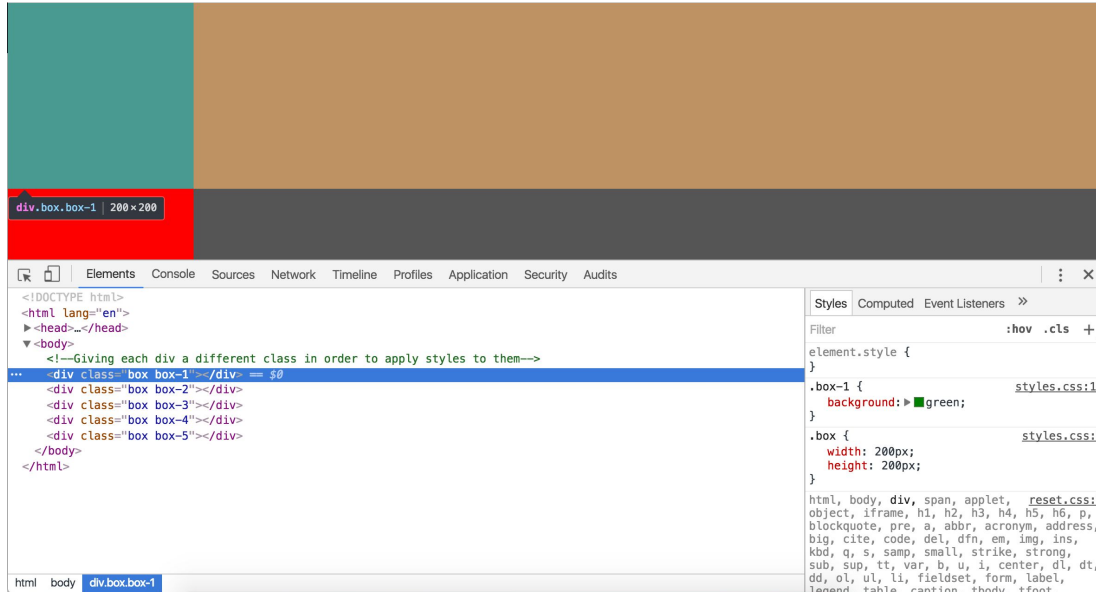 div.box.box-1 | 200×200
Elements Console Sources Network Timeline Profiles Application Security Audits
<!DOCTYPE html>
<html lang="en">
▶<head>…</head>
▼<body>
<!--Giving each div a different class in order to apply styles to them-->
<div class="box box-1"></div> == $0
<div class="box box-2"></div>
<div class="box box-3"></div>
<div class="box box-4"></div>
<div class="box box-5"></div>
</body>
</html>
html body div.box.box-1
Styles Computed Event Listeners »
Filter :hov .cls +
element.style {
}
.box-1 { styles.css:1
background:▶green;
}
.box { styles.css:
width: 200px;
height: 200px;
}
html, body, div, span, applet, reset.css:
object, iframe, h1, h2, h3, h4, h5, h6, p,
blockquote, pre, a, abbr, acronym, address,
big, cite, code, del, dfn, em, img, ins,
kbd, q, s, samp, small, strike, strong,
sub, sup, tt, var, b, u, i, center, dl, dt,
dd, ol, ul, li, fieldset, form, label,
legend, table, caption, tbody, tfoot,